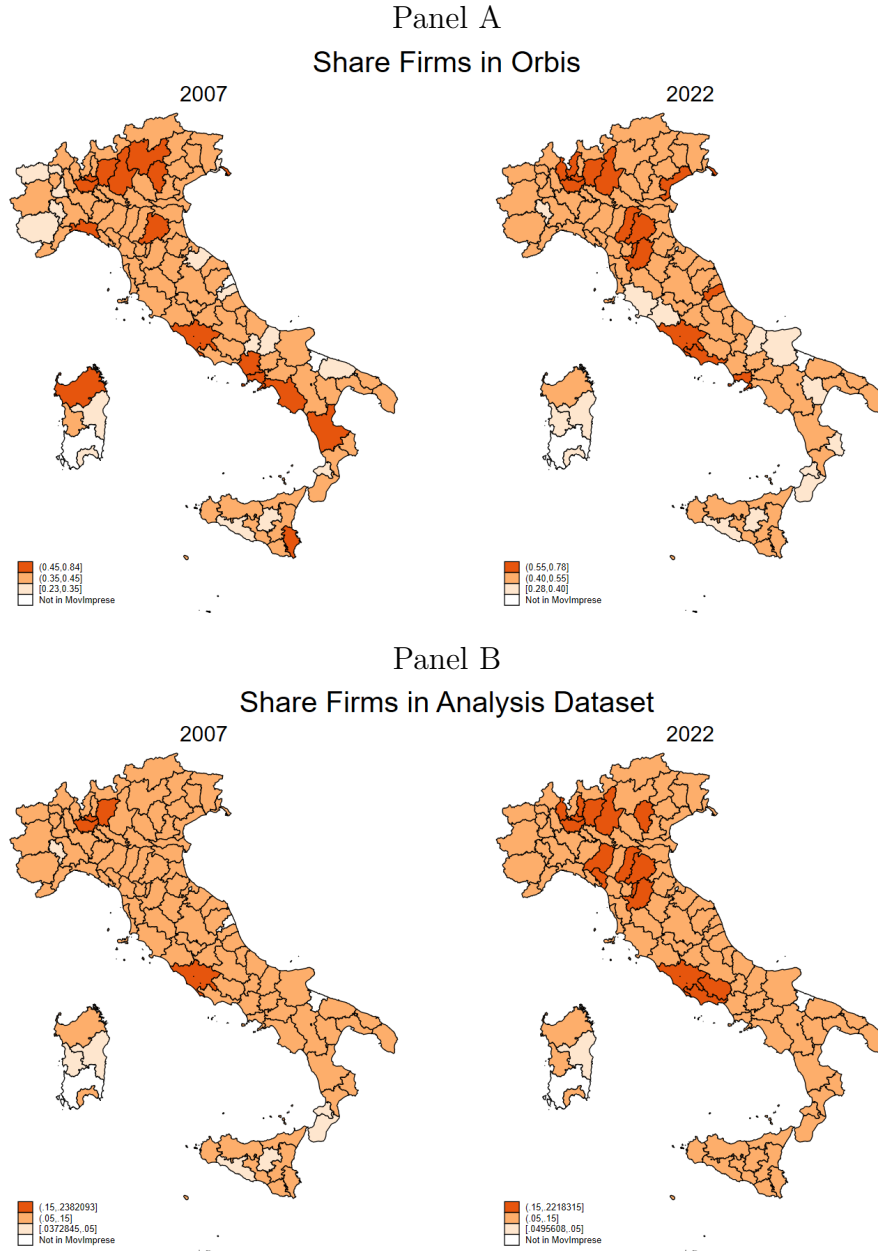 Panel A
Share Firms in Orbis
2007
2022
(0.45,0.84]
(0.35,0.45]
[0.23,0.35]
Not in MovImprese
(0.55,0.78]
(0.40,0.55]
[0.28,0.40]
Not in MovImprese
Panel B
Share Firms in Analysis Dataset
2007
2022
(.15,.2382093]
(.05,.15]
[.0372845,.05]
Not in MovImprese
(.15,.2218315]
(.05,.15]
[.0495608,.05]
Not in MovImprese